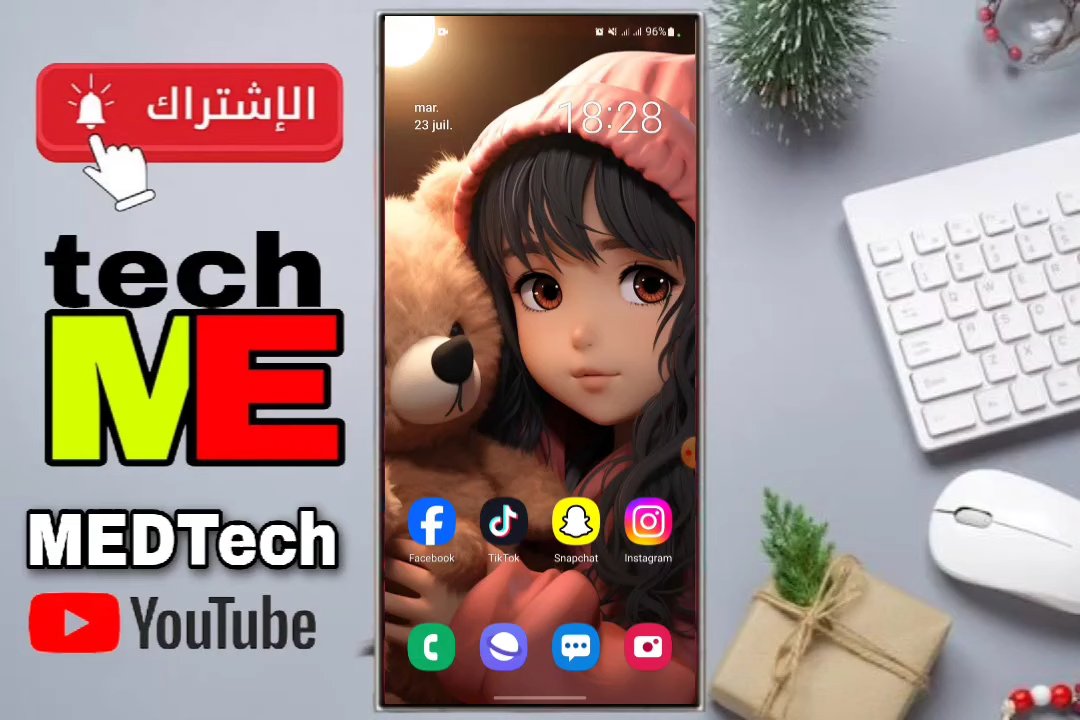 الإشتراك
tech
ME
MEDTech
YouTube
96%
mar.
23 juil.
18:28
Facebook
TikTok
Snapchat
Instagram